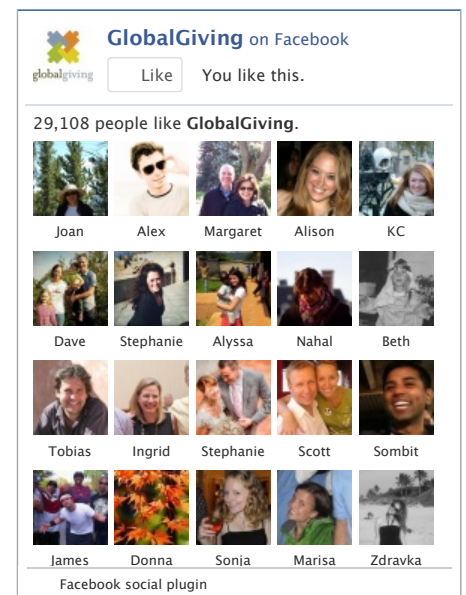 GlobalGiving on Facebook
globalgiving
Like You like this.
29,108 people like GlobalGiving.
Joan Alex Margaret Alison KC
Dave Stephanie Alyssa Nahal Beth
Tobias Ingrid Stephanie Scott Sombit
James Donna Sonja Marisa Zdravka
Facebook social plugin